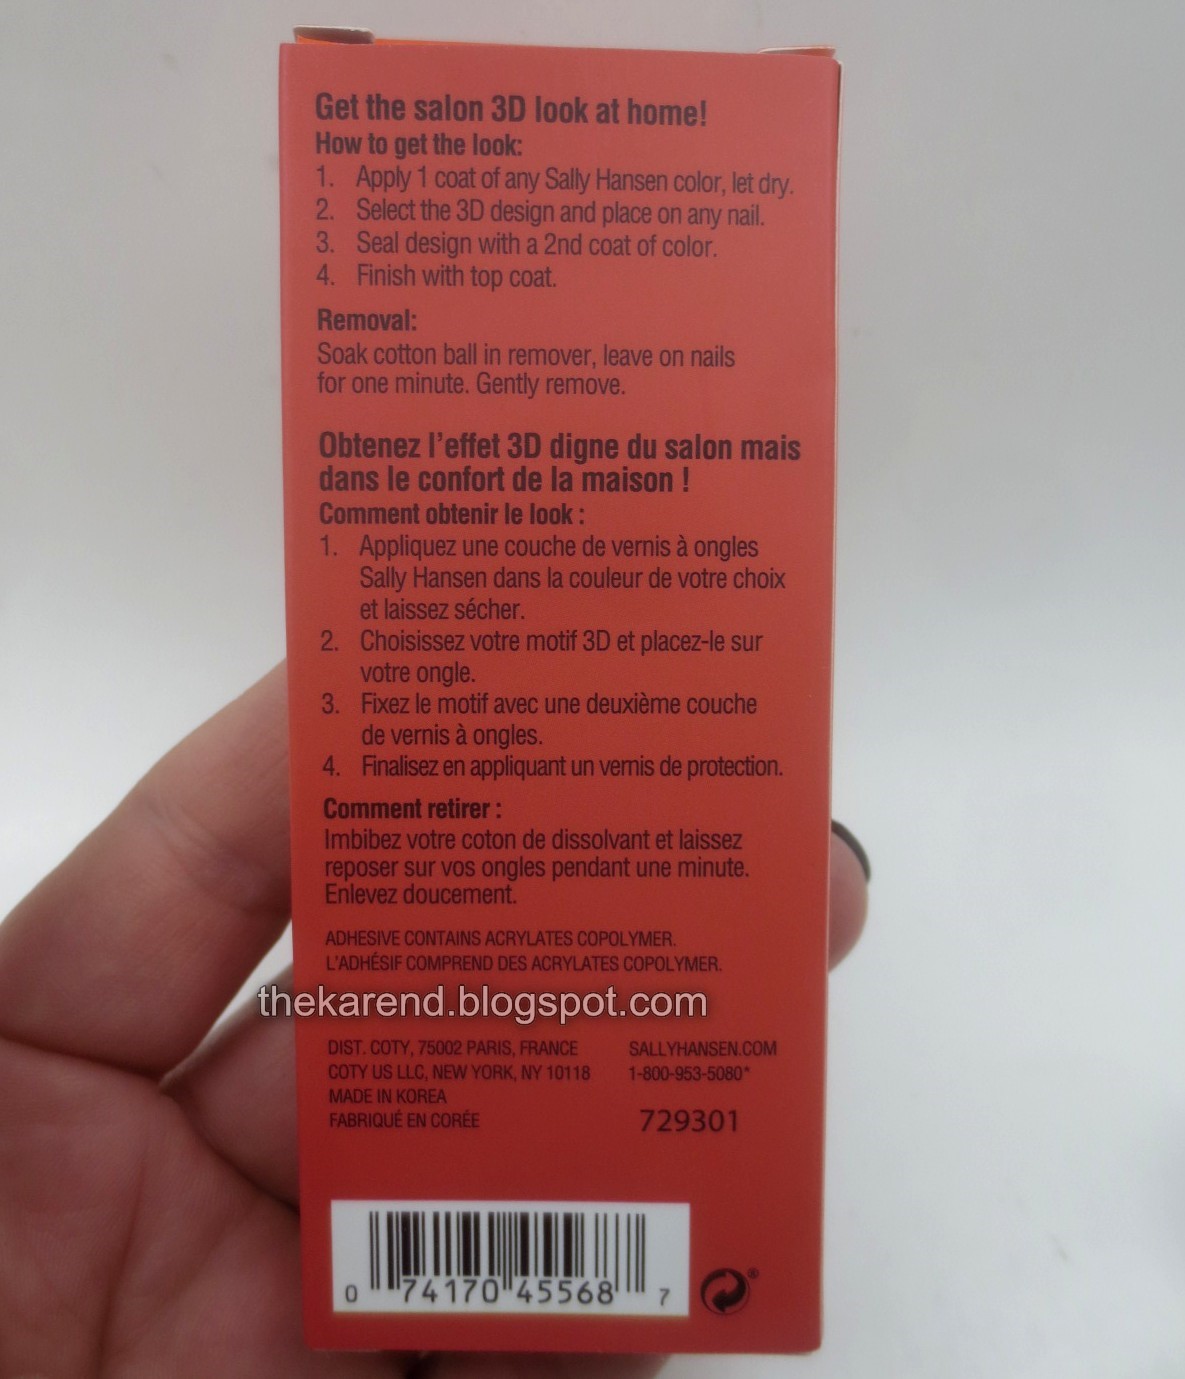 Get the salon 3D look at home!
How to get the look:
1. Apply 1 coat of any Sally Hansen color, let dry.
2. Select the 3D design and place on any nail.
3. Seal design with a 2nd coat of color.
4. Finish with top coat.
Removal:
Soak cotton ball in remover, leave on nails
for one minute. Gently remove.
Obtenez l'effet 3D digne du salon mais
dans le confort de la maison !
Comment obtenir le look :
1. Appliquez une couche de vernis à ongles
Sally Hansen dans la couleur de votre choix
et laissez sécher.
2. Choisissez votre motif 3D et placez-le sur
votre ongle.
3. Fixez le motif avec une deuxième couche
de vernis à ongles.
4. Finalisez en appliquant un vernis de protection.
Comment retirer :
Imbibez votre coton de dissolvant et laissez
reposer sur vos ongles pendant une minute.
Enlevez doucement.
ADHESIVE CONTAINS ACRYLATES COPOLYMER.
L'ADHÉSIF COMPREND DES ACRYLATES COPOLYMER.
thekarend.blogspot.com
DIST. COTY, 75002 PARIS, FRANCE
COTY US LLC, NEW YORK, NY 10118
MADE IN KOREA
FABRIQUÉ EN CORÉE
SALLYHANSEN.COM
1-800-953-5080*
729301
0 74170 45568 7
®